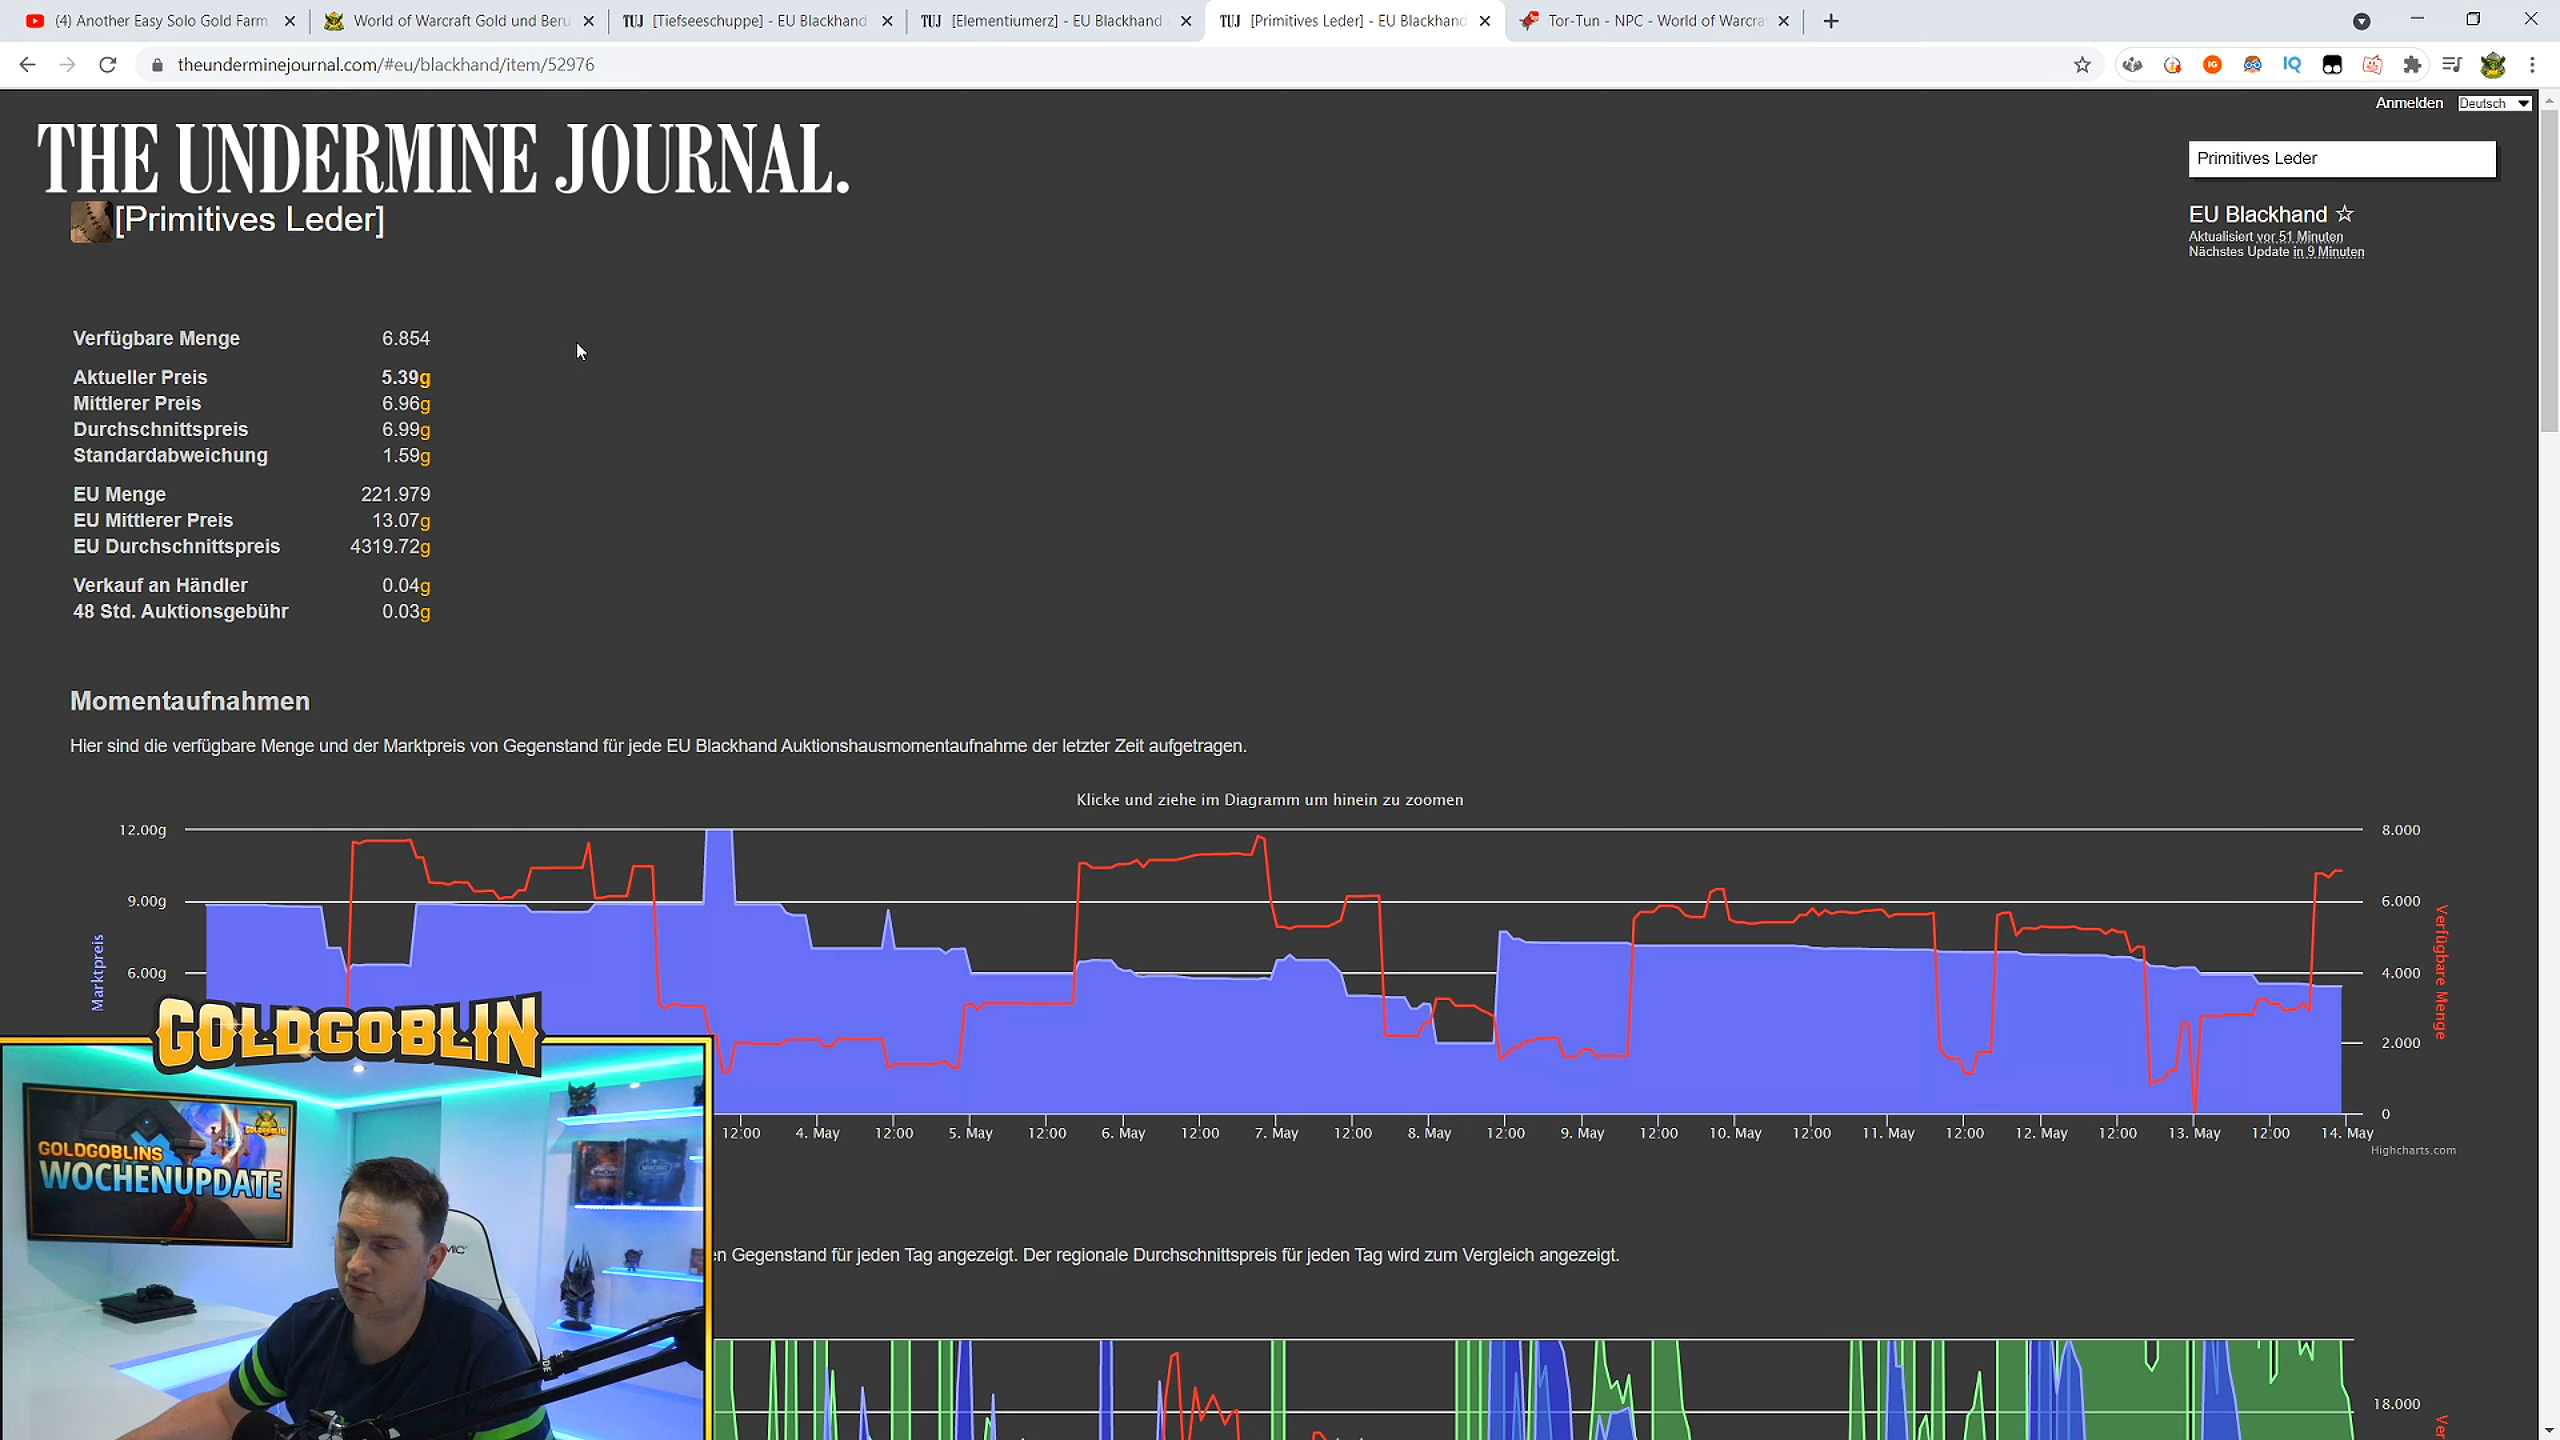 (4) Another Easy Solo Gold Farm
World of Warcraft Gold und Beru
TUJ [Tiefseeschuppe] - EU Blackhand
TUJ [Elementiumerz] - EU Blackhand
TUJ [Primitives Leder] - EU Blackhand
Tor-Tun - NPC - World of Warcra
theunderminejournal.com/#eu/blackhand/item/52976
IQ
Anmelden
Deutsch
THE UNDERMINE JOURNAL.
[Primitives Leder]
Primitives Leder
EU Blackhand ☆
Aktualisiert vor 51 Minuten
Nächstes Update in 9 Minuten
Verfügbare Menge 6.854
Aktueller Preis 5.39g
Mittlerer Preis 6.96g
Durchschnittspreis 6.99g
Standardabweichung 1.59g
EU Menge 221.979
EU Mittlerer Preis 13.07g
EU Durchschnittspreis 4319.72g
Verkauf an Händler 0.04g
48 Std. Auktionsgebühr 0.03g
Momentaufnahmen
Hier sind die verfügbare Menge und der Marktpreis von Gegenstand für jede EU Blackhand Auktionshausmomentaufnahme der letzter Zeit aufgetragen.
Klicke und ziehe im Diagramm um hinein zu zoomen
12.00g
9.00g
6.00g
Marktpreis
8.000
6.000
4.000
2.000
0
Verfügbare Menge
12:00 4. May 12:00 5. May 12:00 6. May 12:00 7. May 12:00 8. May 12:00 9. May 12:00 10. May 12:00 11. May 12:00 12. May 12:00 13. May 12:00 14. May
Highcharts.com
GOLDGOBLIN
GOLDGOBLINS
WOCHENUPDATE
GOLDGOBLIN
en Gegenstand für jeden Tag angezeigt. Der regionale Durchschnittspreis für jeden Tag wird zum Vergleich angezeigt.
18.000
Ver